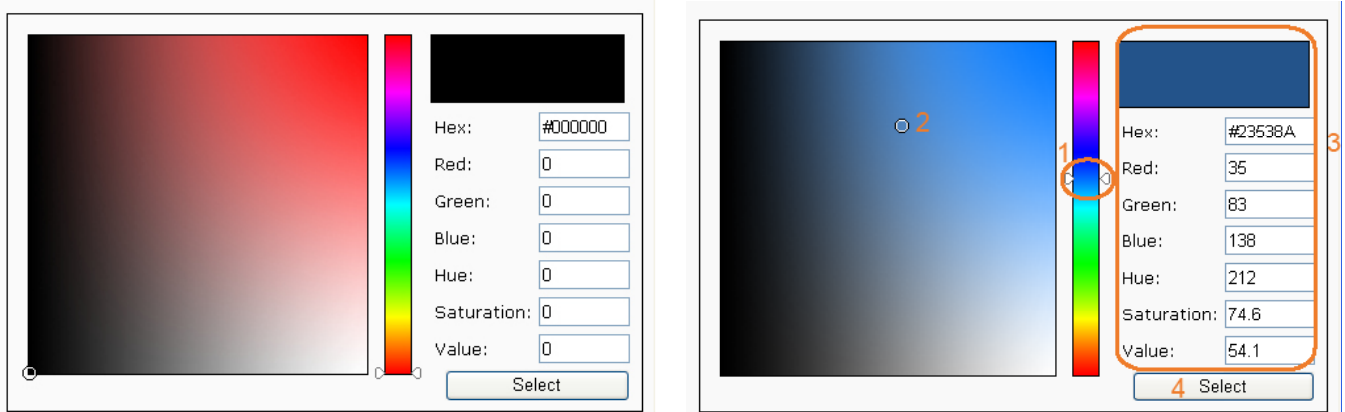 Hex: #000000
Red: 0
Green: 0
Blue: 0
Hue: 0
Saturation: 0
Value: 0
Select
1
2
3
Hex: #23538A
Red: 35
Green: 83
Blue: 138
Hue: 212
Saturation: 74.6
Value: 54.1
4 Select